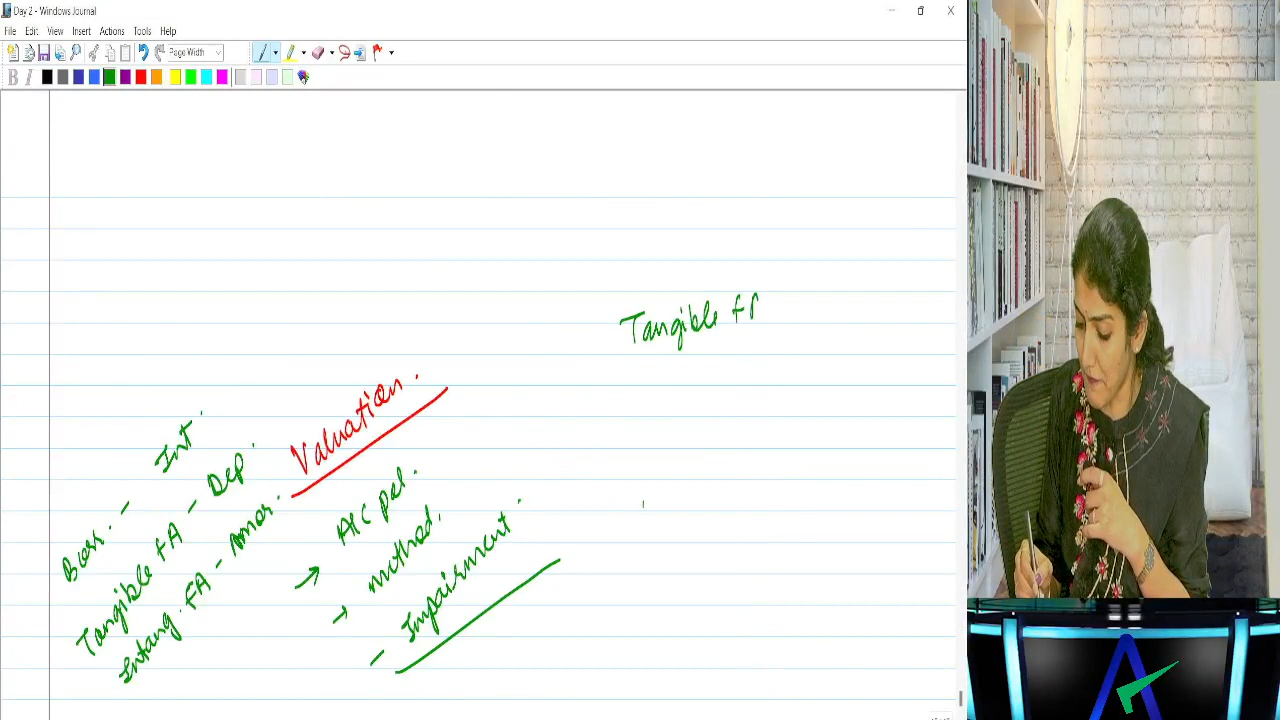 Day 2 - Windows Journal
File Edit View Insert Actions Tools Help
Page Width
B I
Tangible FA
Valuation.
Borr. - Int.
Tangible FA - Dep.
Intang. FA - Amor.
→ A/C pol.
→ method.
- Impairment.